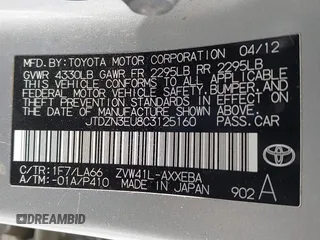 MFD. BY: TOYOTA MOTOR CORPORATION 04/12
GVWR 4330LB GAWR FR 2295LB RR 2295LB
THIS VEHICLE CONFORMS TO ALL APPLICABLE
FEDERAL MOTOR VEHICLE SAFETY, BUMPER, AND
THEFT PREVENTION STANDARDS IN EFFECT ON
THE DATE OF MANUFACTURE SHOWN ABOVE.
JTDZN3EU8C3125160 PASS.CAR
C/TR: 1F7/LA66 ZVW41L-AXXEBA
A/TM: -01A/P410 MADE IN JAPAN
TOYOTA
902 A
AUTOBIDCAR